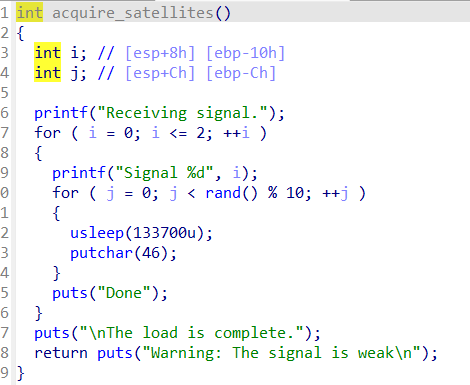 1 int acquire_satellites()
2 {
3   int i; // [esp+8h] [ebp-10h]
4   int j; // [esp+Ch] [ebp-Ch]
5
6   printf("Receiving signal.");
7   for ( i = 0; i <= 2; ++i )
8   {
9     printf("Signal %d", i);
0     for ( j = 0; j < rand() % 10; ++j )
1     {
2       usleep(133700u);
3       putchar(46);
4     }
5     puts("Done");
6   }
7   puts("\nThe load is complete.");
8   return puts("Warning: The signal is weak\n");
9 }